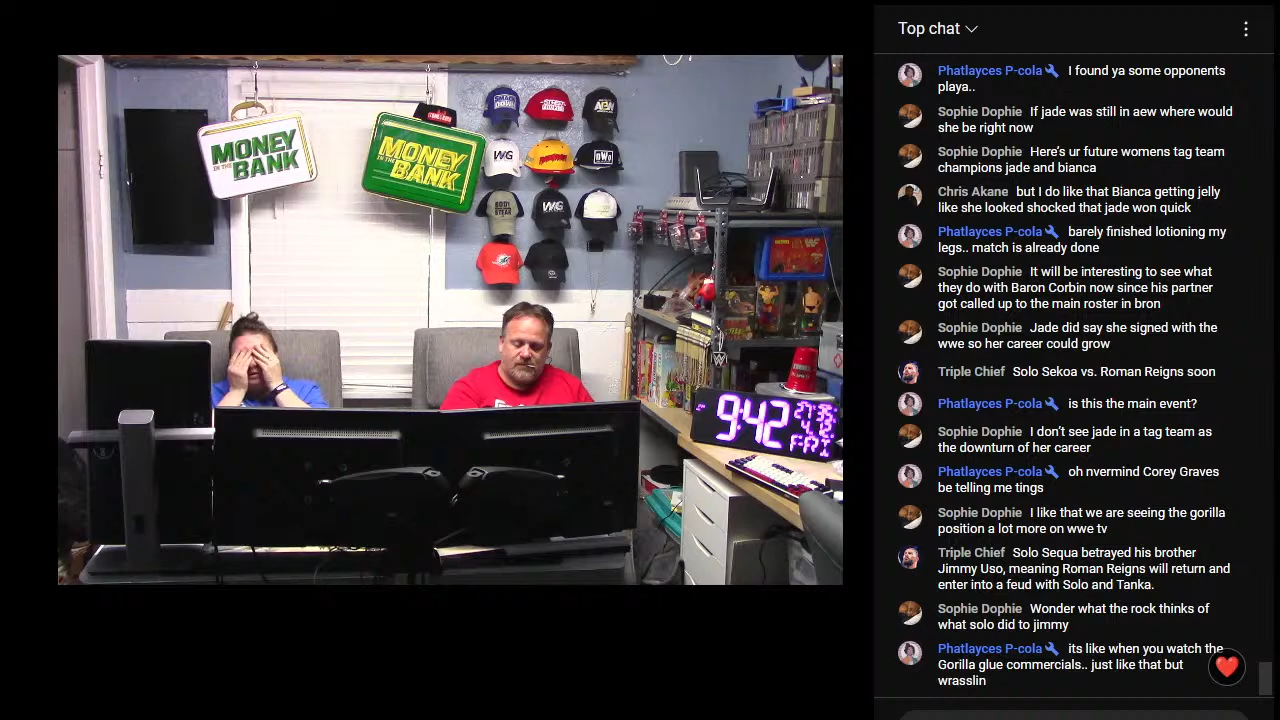 Top chat
Phatlayces P-cola I found ya some opponents
playa..
Sophie Dophie If jade was still in aew where would
she be right now
Sophie Dophie Here's ur future womens tag team
champions jade and bianca
Chris Akane but I do like that Bianca getting jelly
like she looked shocked that jade won quick
Phatlayces P-cola barely finished lotioning my
legs.. match is already done
Sophie Dophie It will be interesting to see what
they do with Baron Corbin now since his partner
got called up to the main roster in bron
Sophie Dophie Jade did say she signed with the
wwe so her career could grow
Triple Chief Solo Sekoa vs. Roman Reigns soon
Phatlayces P-cola is this the main event?
Sophie Dophie I don't see jade in a tag team as
the downturn of her career
Phatlayces P-cola oh nvermind Corey Graves
be telling me tings
Sophie Dophie I like that we are seeing the gorilla
position a lot more on wwe tv
Triple Chief Solo Sequa betrayed his brother
Jimmy Uso, meaning Roman Reigns will return and
enter into a feud with Solo and Tanka.
Sophie Dophie Wonder what the rock thinks of
what solo did to jimmy
Phatlayces P-cola its like when you watch the
Gorilla glue commercials.. just like that but
wrasslin
MONEY
IN THE BANK
MONEY
IN THE BANK
WG
nWo
WG
9:42
FRI